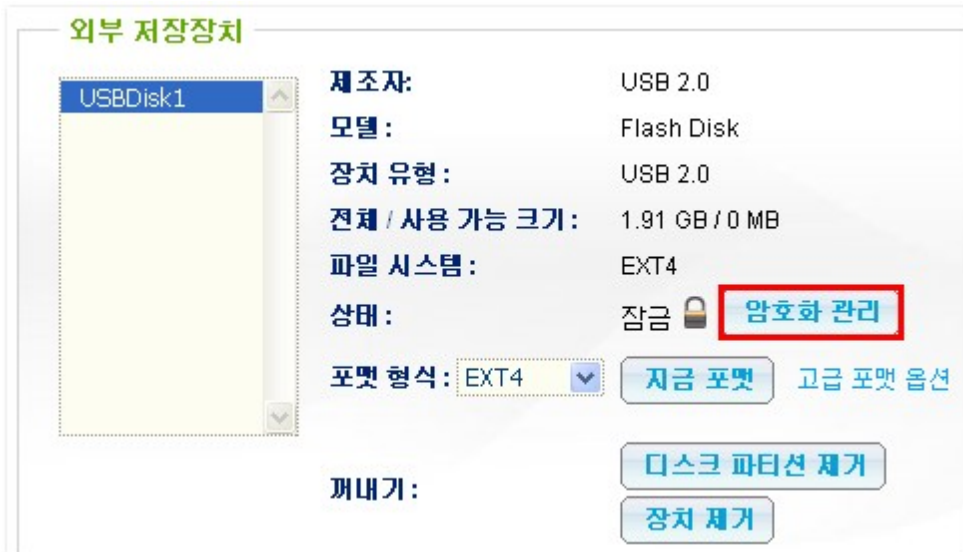 외부 저장장치
USBDisk1
제조자: USB 2.0
모델 : Flash Disk
장치 유형 : USB 2.0
전체 / 사용 가능 크기 : 1.91 GB / 0 MB
파일 시스템 : EXT4
상태 : 잠금 암호화 관리
포맷 형식 : EXT4 지금 포맷 고급 포맷 옵션
꺼내기 : 디스크 파티션 제거
장치 제거